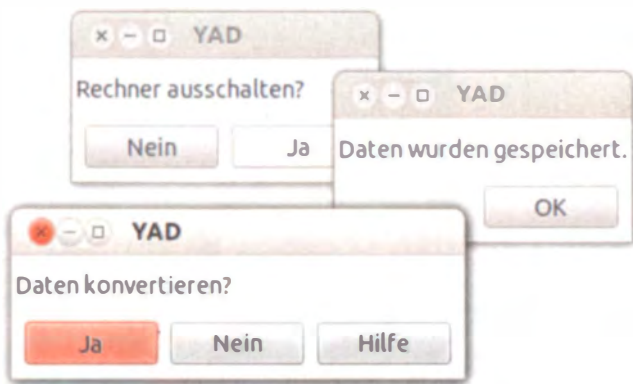 YAD
Rechner ausschalten?
Nein Ja
YAD
Daten wurden gespeichert.
OK
YAD
Daten konvertieren?
Ja Nein Hilfe